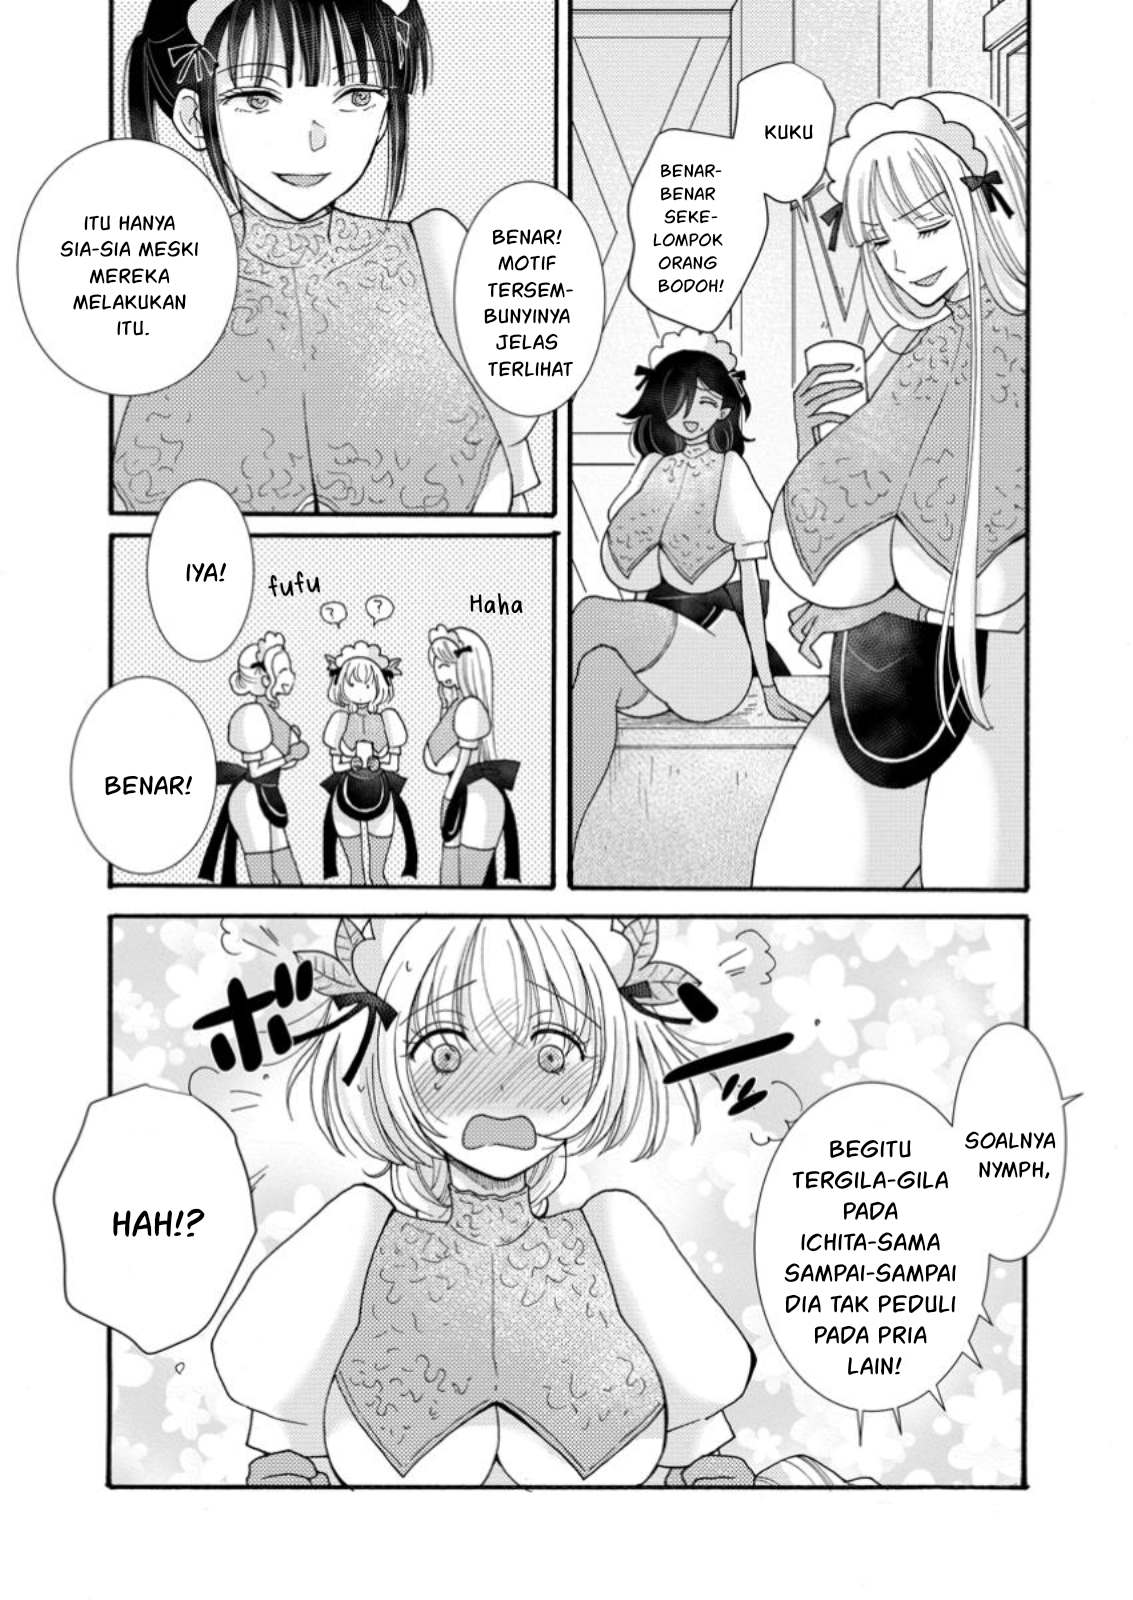 KUKU
BENAR-
BENAR
SEKE-
LOMPOK
ORANG
BODOH!
BENAR!
MOTIF
TERSEM-
BUNYINYA
JELAS
TERLIHAT
ITU HANYA
SIA-SIA MESKI
MEREKA
MELAKUKAN
ITU.
IYA!
fufu
?
?
Haha
BENAR!
SOALNYA
NYMPH,
BEGITU
TERGILA-GILA
PADA
ICHITA-SAMA
SAMPAI-SAMPAI
DIA TAK PEDULI
PADA PRIA
LAIN!
ボボーッ
HAH!?